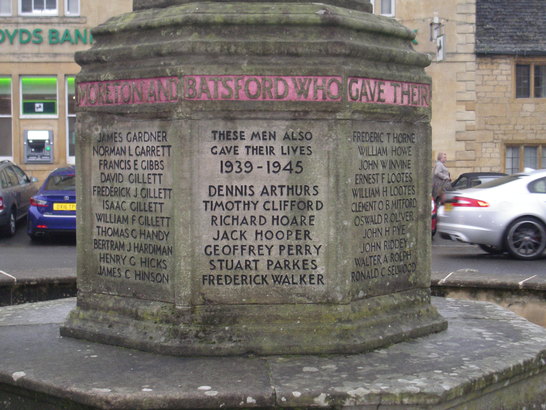 OYDS BAN
MORETON AND BATSFORD WHO GAVE THEIR
JAMES GARDNER
NORMAN L GARRETT
FRANCIS E GIBBS
DAVID GILLETT
FREDERICK J GILLETT
ISAAC GILLETT
WILLIAM F GILLETT
THOMAS C HANDY
BERTRAM J HARDIMAN
HENRY G HICKS
JAMES C HINSON
THESE MEN ALSO
GAVE THEIR LIVES
1939-1945
DENNIS ARTHURS
TIMOTHY CLIFFORD
RICHARD HOARE
JACK HOOPER
GEOFFREY PERRY
STUART PARKES
FREDERICK WALKER
FREDERIC T HORNE
WILLIAM HOWE
JOHN W INNINE
ERNEST F LOOTES
WILLIAM H LOOTES
CLEMENT O B MITFORD
OSWALD R OLIVER
JOHN H PYE
JOHN RIDDEY
WALTER A ROLPH
RONALD C SELWOOD